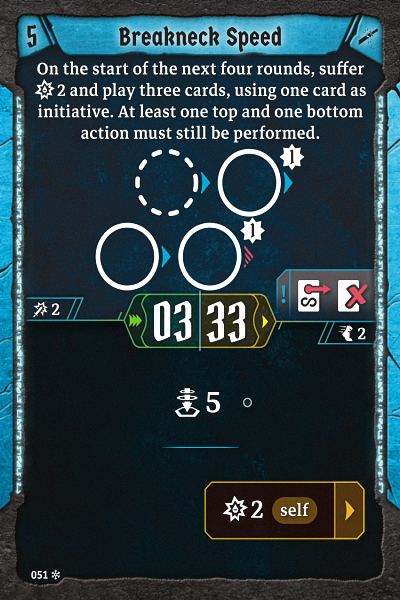 5 Breakneck Speed
On the start of the next four rounds, suffer
2 and play three cards, using one card as
initiative. At least one top and one bottom
action must still be performed.
1
1
S
2
03 33
2
5
2 self
051